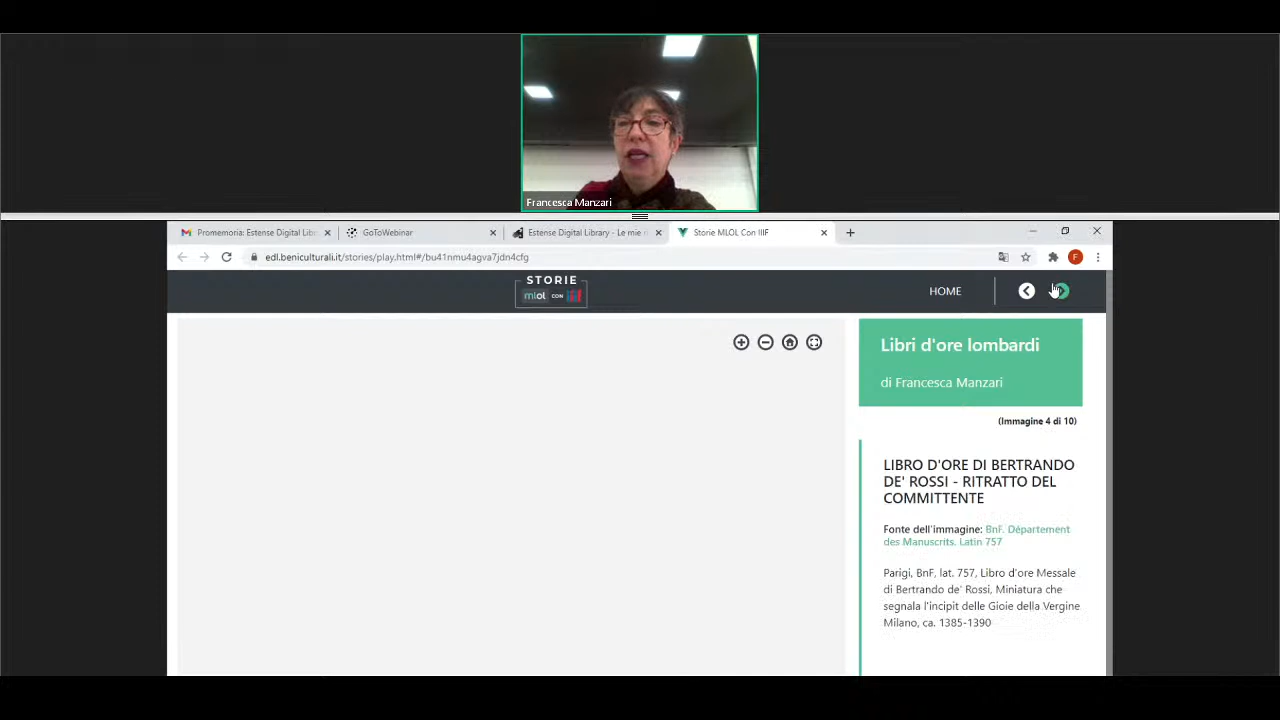 Francesca Manzari
Promemoria: Estense Digital Lib
GoToWebinar
Estense Digital Library - Le mie ri
Storie MLOL Con IIIF
edl.beniculturali.it/stories/play.html#/bu41nmu4agva7jdn4cfg
F
STORIE
mlol CON
HOME
Libri d'ore lombardi
di Francesca Manzari
(Immagine 4 di 10)
LIBRO D'ORE DI BERTRANDO
DE' ROSSI - RITRATTO DEL
COMMITTENTE
Fonte dell'immagine: BnF. Département
des Manuscrits. Latin 757
Parigi, BnF, lat. 757, Libro d'ore Messale
di Bertrando de' Rossi, Miniatura che
segnala l'incipit delle Gioie della Vergine
Milano, ca. 1385-1390